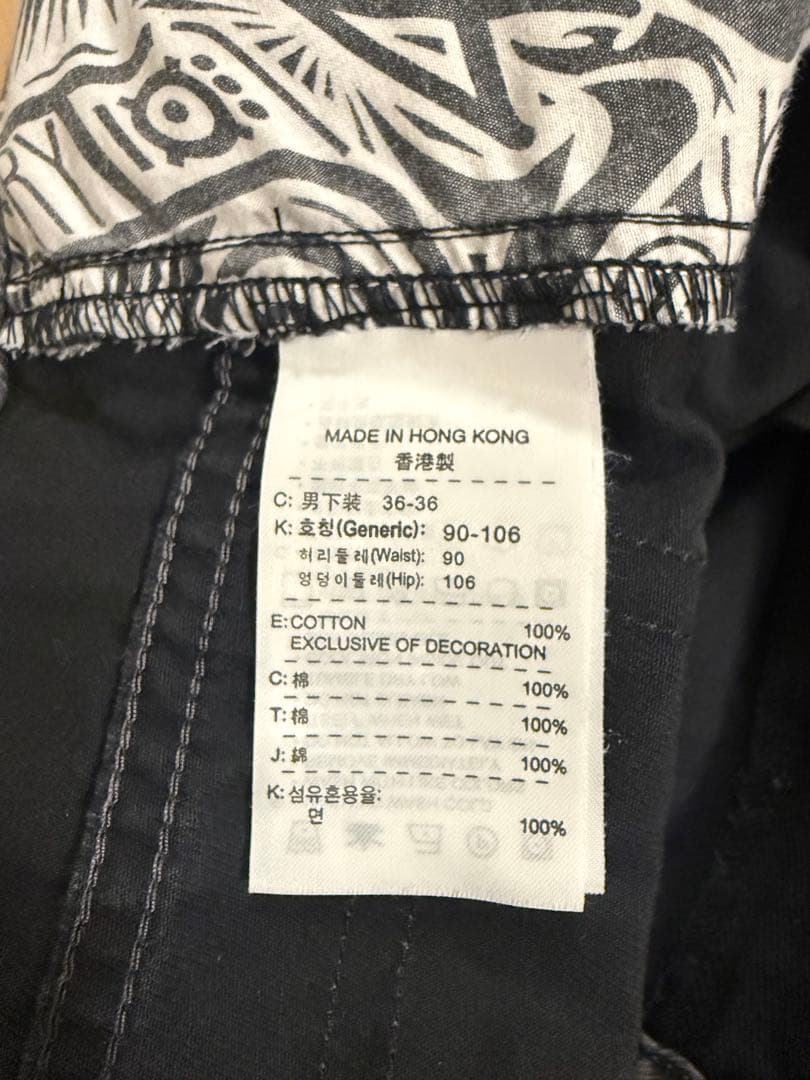 RY
MADE IN HONG KONG
香港製
C: 男下装 36-36
K: 호칭(Generic): 90-106
허리둘레(Waist): 90
엉덩이둘레(Hip): 106
E: COTTON 100%
EXCLUSIVE OF DECORATION
C: 棉 100%
T: 棉 100%
J: 綿 100%
K: 섬유혼용율:
면 100%